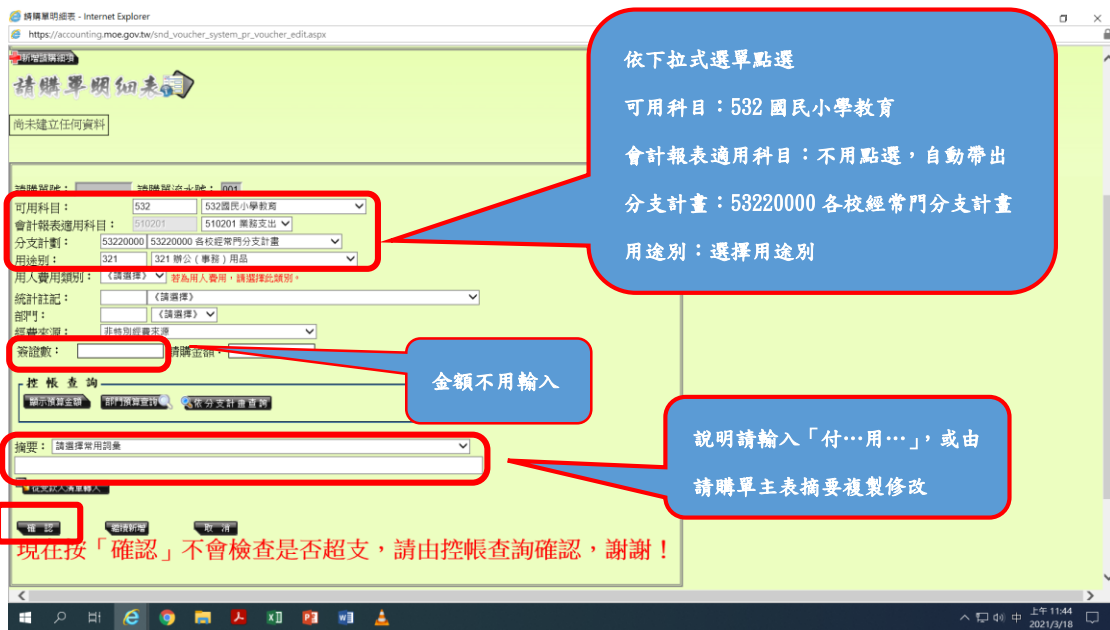 請購單明細表 - Internet Explorer
https://accounting.moe.gov.tw/snd_voucher_system_pr_voucher_edit.aspx
新增請購細項
請購單明細表
尚未建立任何資料
依下拉式選單點選
可用科目：532 國民小學教育
會計報表適用科目：不用點選，自動帶出
分支計畫：53220000 各校經常門分支計畫
用途別：選擇用途別
請購單號： 請購單流水號： 001
可用科目： 532 532國民小學教育
會計報表適用科目： 510201 510201 業務支出
分支計劃： 53220000 53220000 各校經常門分支計畫
用途別： 321 321 辦公(事務)用品
用人費用類別： 《請選擇》 若為用人費用，請選擇此類別。
統計註記： 《請選擇》
部門： 《請選擇》
經費來源： 非特別經費來源
簽證數： 請購金額：
金額不用輸入
控帳查詢
顯示預算金額 部門預算查詢 依分支計畫查詢
摘要： 請選擇常用詞彙
說明請輸入「付…用…」，或由
請購單主表摘要複製修改
從受款人清單轉入
確認 繼續新增 取消
現在按「確認」不會檢查是否超支，請由控帳查詢確認，謝謝！
中 上午 11:44
2021/3/18